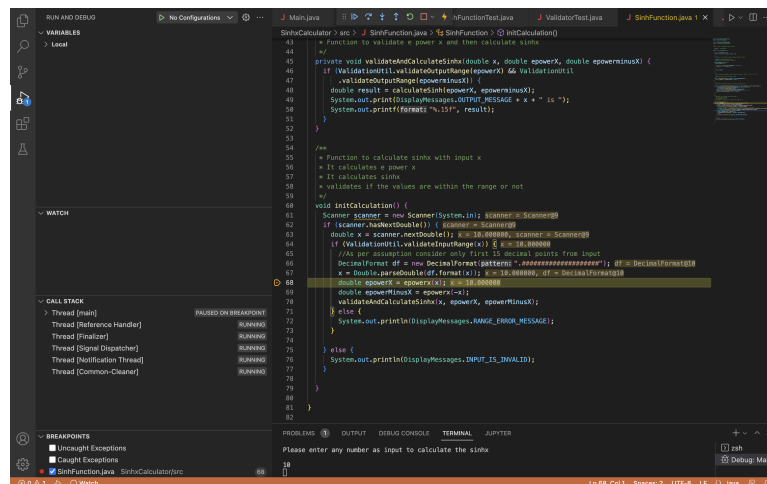 RUN AND DEBUG
No Configurations
VARIABLES
Local
WATCH
CALL STACK
Thread [main] PAUSED ON BREAKPOINT
Thread [Reference Handler] RUNNING
Thread [Finalizer] RUNNING
Thread [Signal Dispatcher] RUNNING
Thread [Notification Thread] RUNNING
Thread [Common-Cleaner] RUNNING
BREAKPOINTS
Uncaught Exceptions
Caught Exceptions
SinhFunction.java SinhxCalculator/src 68
J Main.java hFunctionTest.java J ValidatorTest.java J SinhFunction.java 1
SinhxCalculator > src > J SinhFunction.java > SinhFunction > initCalculation()
43 * Function to validate e power x and then calculate sinhx
44 */
45 private void validateAndCalculateSinhx(double x, double epowerX, double epowerminusX) {
46 if (ValidationUtil.validateOutputRange(epowerX) && ValidationUtil
47 .validateOutputRange(epowerminusX)) {
48 double result = calculateSinh(epowerX, epowerminusX);
49 System.out.print(DisplayMessages.OUTPUT_MESSAGE + x + " is ");
50 System.out.printf(format: "%.15f", result);
51 }
52 }
53
54 /**
55 * Function to calculate sinhx with input x
56 * It calculates e power x
57 * It calculates sinhx
58 * validates if the values are within the range or not
59 */
60 void initCalculation() {
61 Scanner scanner = new Scanner(System.in); scanner = Scanner@9
62 if (scanner.hasNextDouble()) { scanner = Scanner@9
63 double x = scanner.nextDouble(); x = 10.000000, scanner = Scanner@9
64 if (ValidationUtil.validateInputRange(x)) { x = 10.000000
65 //As per assumption consider only first 15 decimal points from input
66 DecimalFormat df = new DecimalFormat(pattern: ".###################"); df = DecimalFormat@10
67 x = Double.parseDouble(df.format(x)); x = 10.000000, df = DecimalFormat@10
68 double epowerX = epowerx(x); x = 10.000000
69 double epowerMinusX = epowerx(-x);
70 validateAndCalculateSinhx(x, epowerX, epowerMinusX);
71 } else {
72 System.out.println(DisplayMessages.RANGE_ERROR_MESSAGE);
73 }
74
75 } else {
76 System.out.println(DisplayMessages.INPUT_IS_INVALID);
77 }
78
79 }
80
81 }
82
PROBLEMS 1 OUTPUT DEBUG CONSOLE TERMINAL JUPYTER
Please enter any number as input to calculate the sinhx
10
zsh
Debug: Ma
Watch
Ln 68, Col 1 Spaces: 2 UTF-8 LF Java